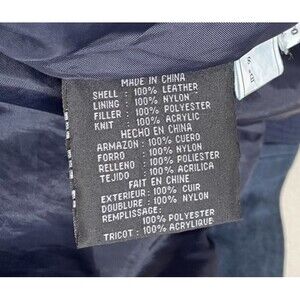 MADE IN CHINA
SHELL : 100% LEATHER
LINING : 100% NYLON
FILLER : 100% POLYESTER
KNIT : 100% ACRYLIC
HECHO EN CHINA
ARMAZON : 100% CUERO
FORRO : 100% NYLON
RELLENO : 100% POLIESTER
TEJIDO : 100% ACRILICA
FAIT EN CHINE
EXTERIEUR: 100% CUIR
DOUBLURE : 100% NYLON
REMPLISSAGE:
100% POLYESTER
TRICOT : 100% ACRYLIQUE